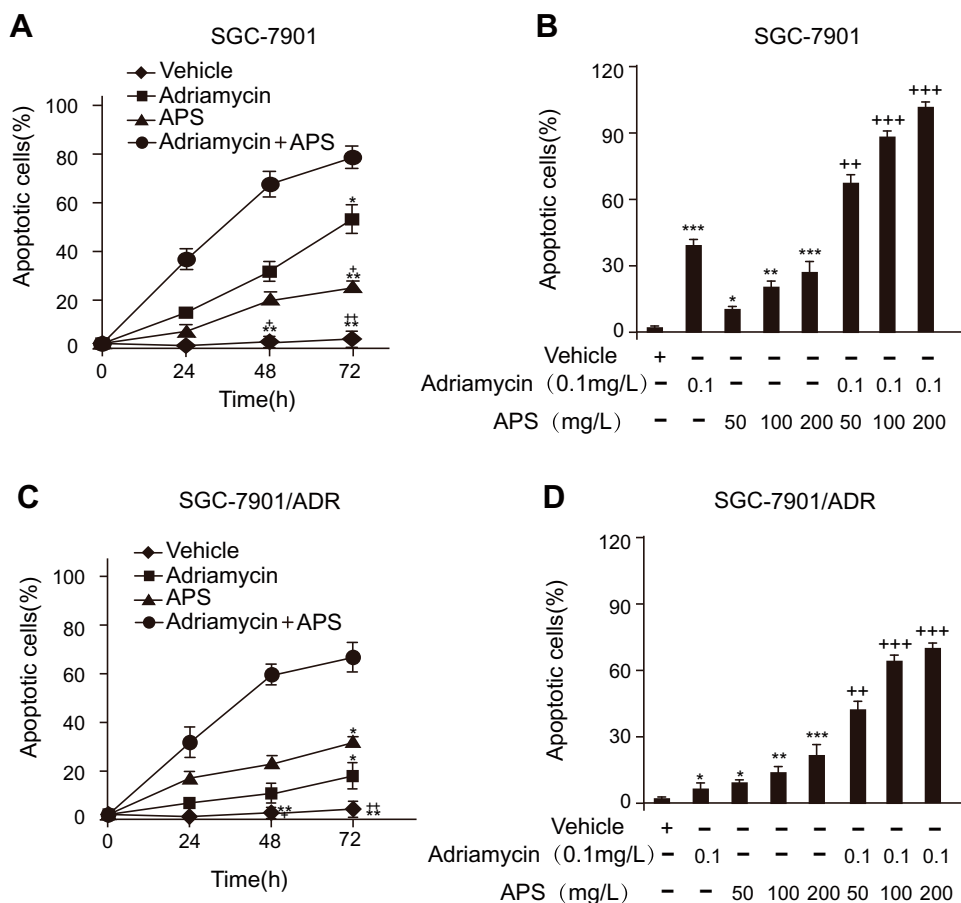 A
SGC-7901
Vehicle
Adriamycin
APS
Adriamycin+APS
Apoptotic cells(%)
100
80
60
40
20
0
*
+
**
+
**
‡‡
**
0 24 48 72
Time(h)
B
SGC-7901
Apoptotic cells(%)
120
90
60
30
0
*** * ** *** ++ +++ +++
Vehicle + − − − − − − −
Adriamycin（0.1mg/L） − 0.1 − − − 0.1 0.1 0.1
APS （mg/L） − − 50 100 200 50 100 200
C
SGC-7901/ADR
Vehicle
Adriamycin
APS
Adriamycin+APS
Apoptotic cells(%)
100
80
60
40
20
0
*
*
**
+
‡‡
**
0 24 48 72
Time(h)
D
SGC-7901/ADR
Apoptotic cells(%)
120
90
60
30
0
* * ** *** ++ +++ +++
Vehicle + − − − − − − −
Adriamycin（0.1mg/L） − 0.1 − − − 0.1 0.1 0.1
APS （mg/L） − − 50 100 200 50 100 200